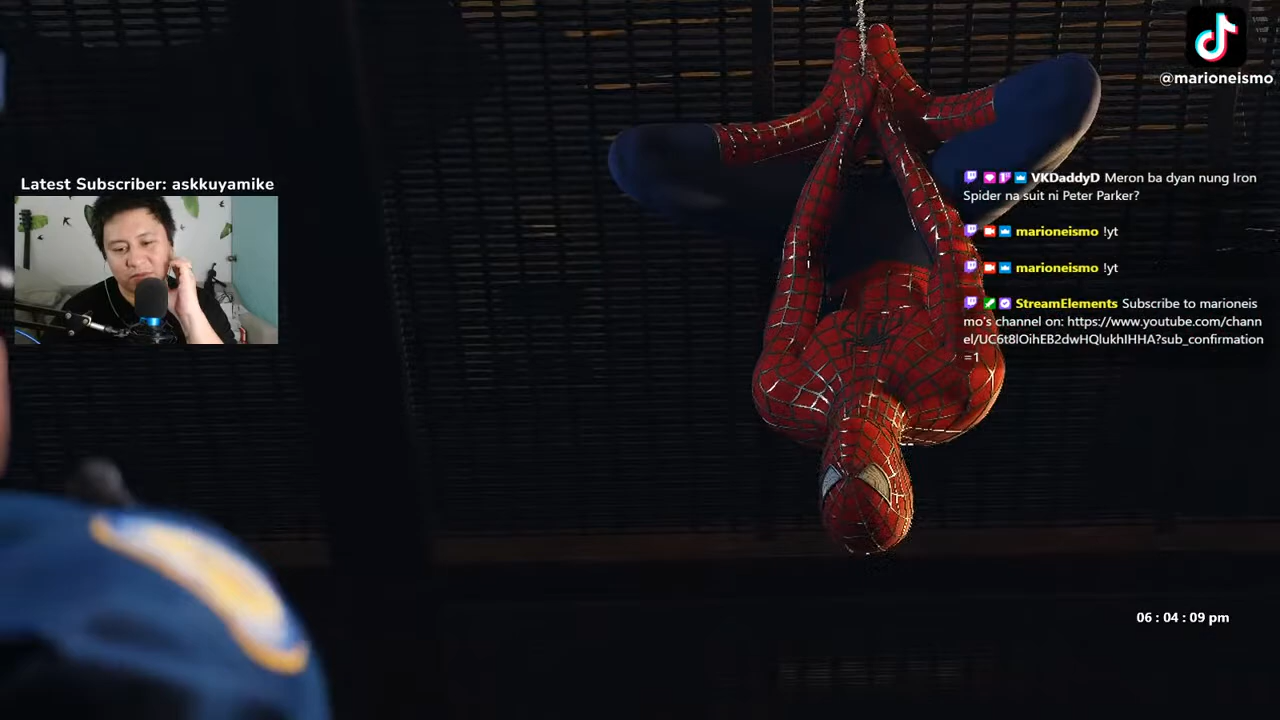 @marioneismo
Latest Subscriber: askkuyamike
VKDaddyD Meron ba dyan nung Iron
Spider na suit ni Peter Parker?
marioneismo !yt
marioneismo !yt
StreamElements Subscribe to marioneis
mo's channel on: https://www.youtube.com/chann
el/UC6t8lOihEB2dwHQlukhIHHA?sub_confirmation
=1
06 : 04 : 09 pm